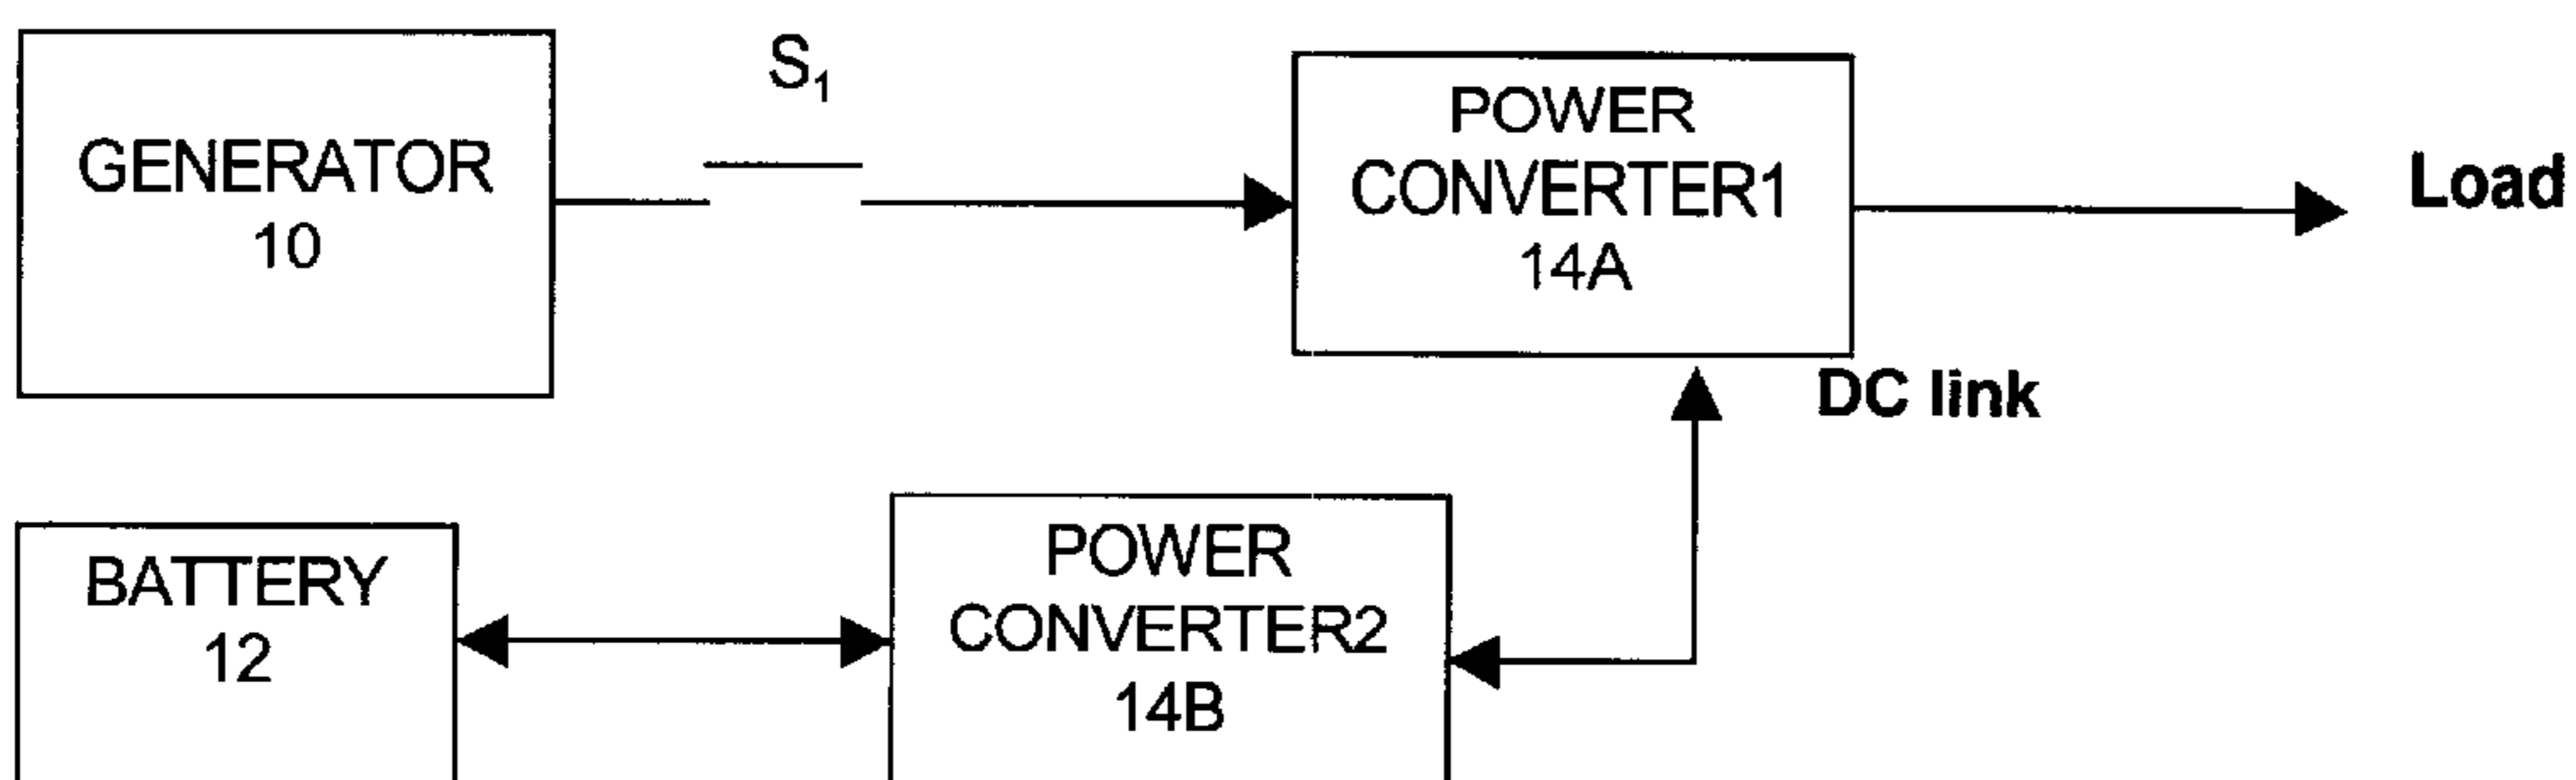 GENERATOR
10
S₁
POWER
CONVERTER1
14A
Load
DC link
BATTERY
12
POWER
CONVERTER2
14B